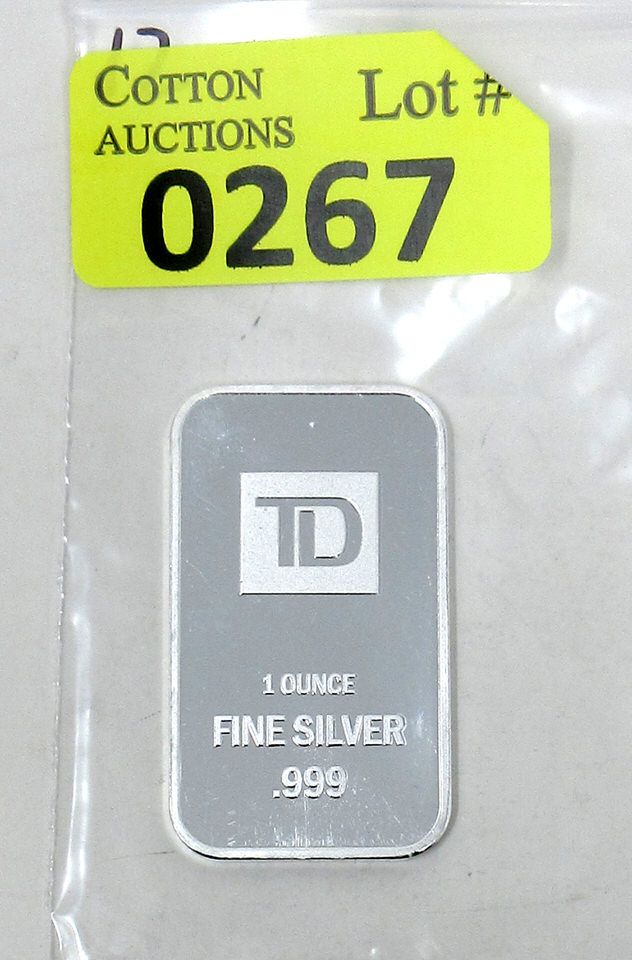 COTTON
AUCTIONS
Lot #
0267
TD
1 OUNCE
FINE SILVER
.999